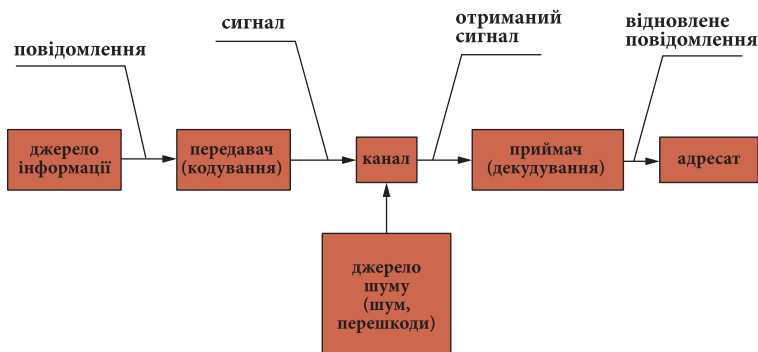 повідомлення
сигнал
отриманий
сигнал
відновлене
повідомлення
джерело
інформації
передавач
(кодування)
канал
приймач
(декудування)
адресат
джерело
шуму
(шум,
перешкоди)